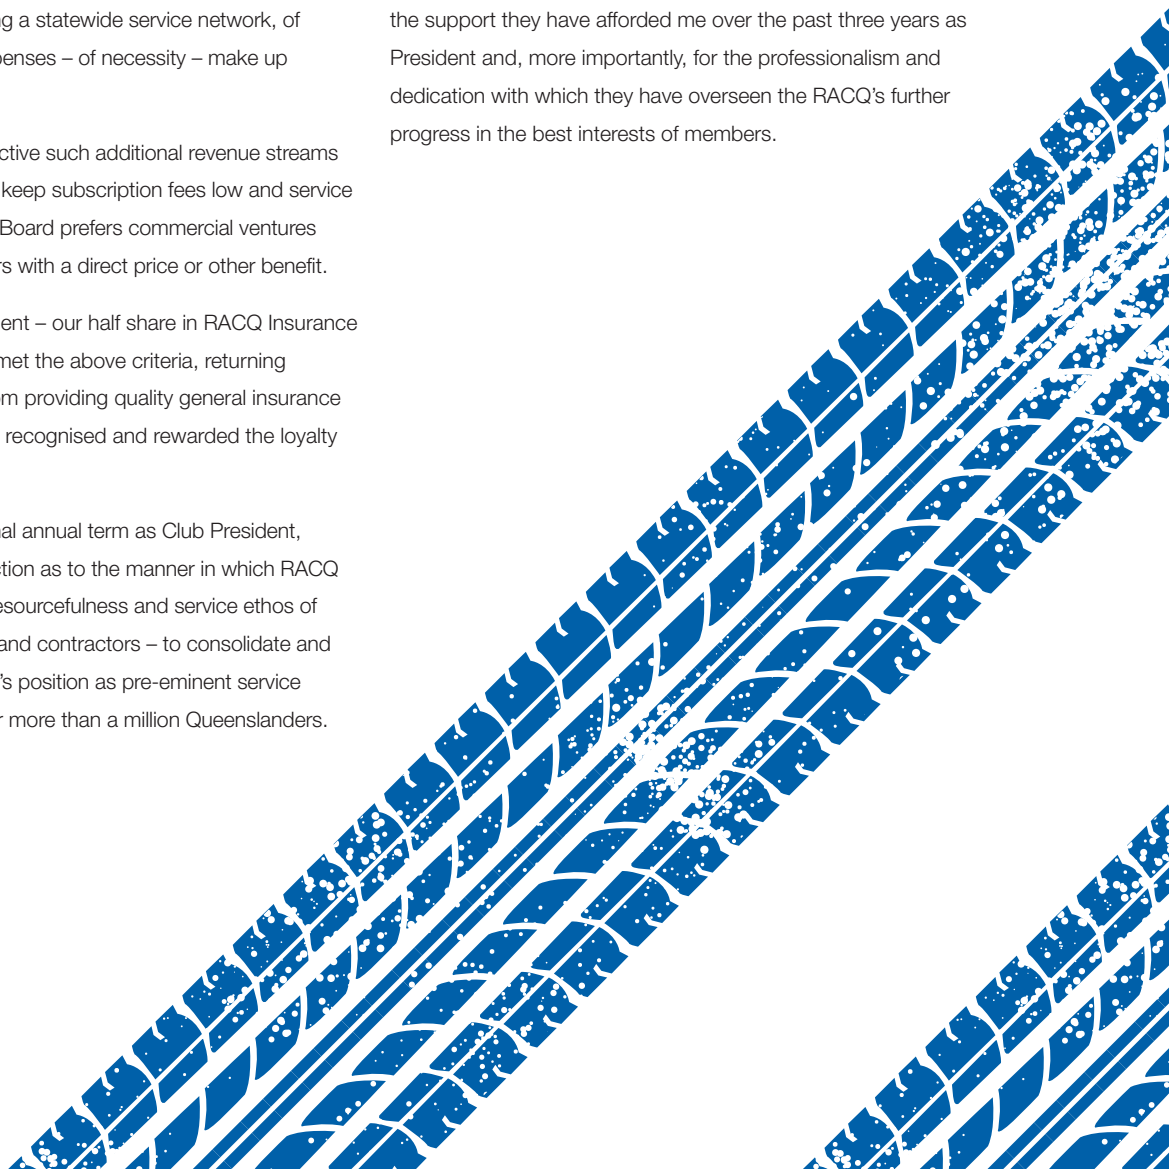 ng a statewide service network, of
penses – of necessity – make up
ctive such additional revenue streams
keep subscription fees low and service
Board prefers commercial ventures
rs with a direct price or other benefit.
ent – our half share in RACQ Insurance
met the above criteria, returning
om providing quality general insurance
recognised and rewarded the loyalty
nal annual term as Club President,
ction as to the manner in which RACQ
esourcefulness and service ethos of
and contractors – to consolidate and
's position as pre-eminent service
r more than a million Queenslanders.
the support they have afforded me over the past three years as
President and, more importantly, for the professionalism and
dedication with which they have overseen the RACQ's further
progress in the best interests of members.